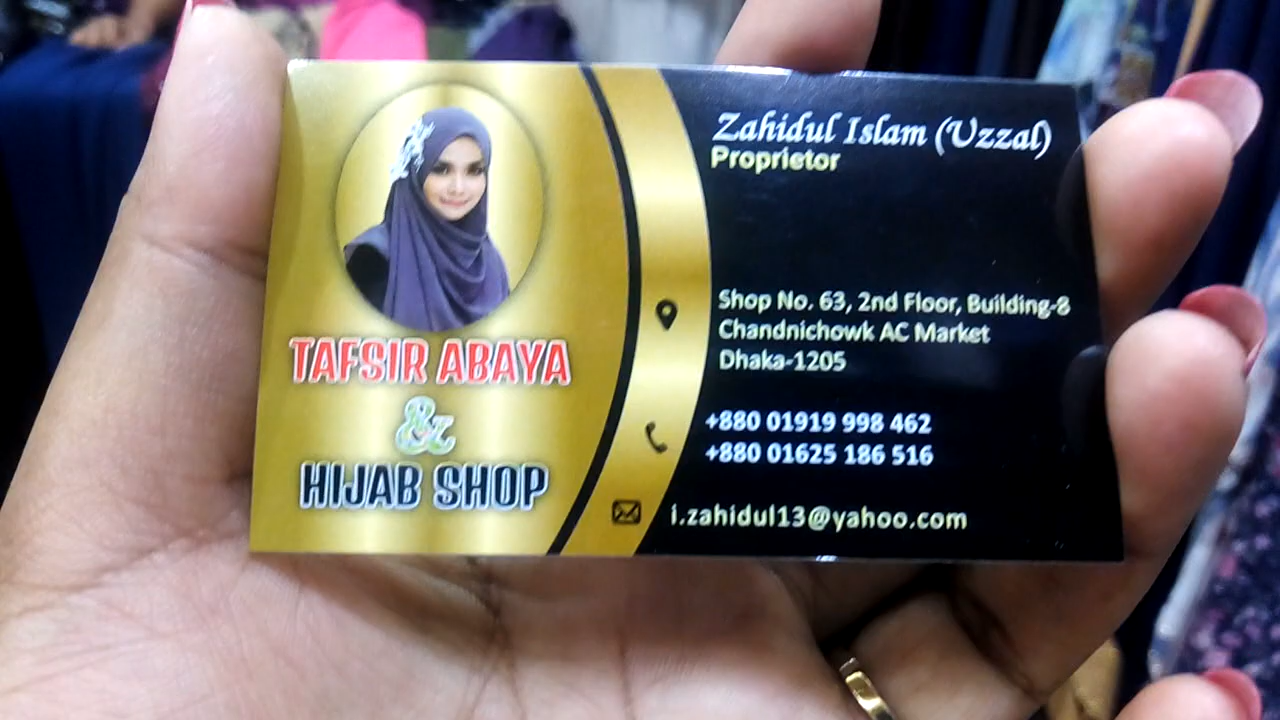 TAFSIR ABAYA
&
HIJAB SHOP
Zahidul Islam (Uzzal)
Proprietor
Shop No. 63, 2nd Floor, Building-8
Chandnichowk AC Market
Dhaka-1205
+880 01919 998 462
+880 01625 186 516
i.zahidul13@yahoo.com